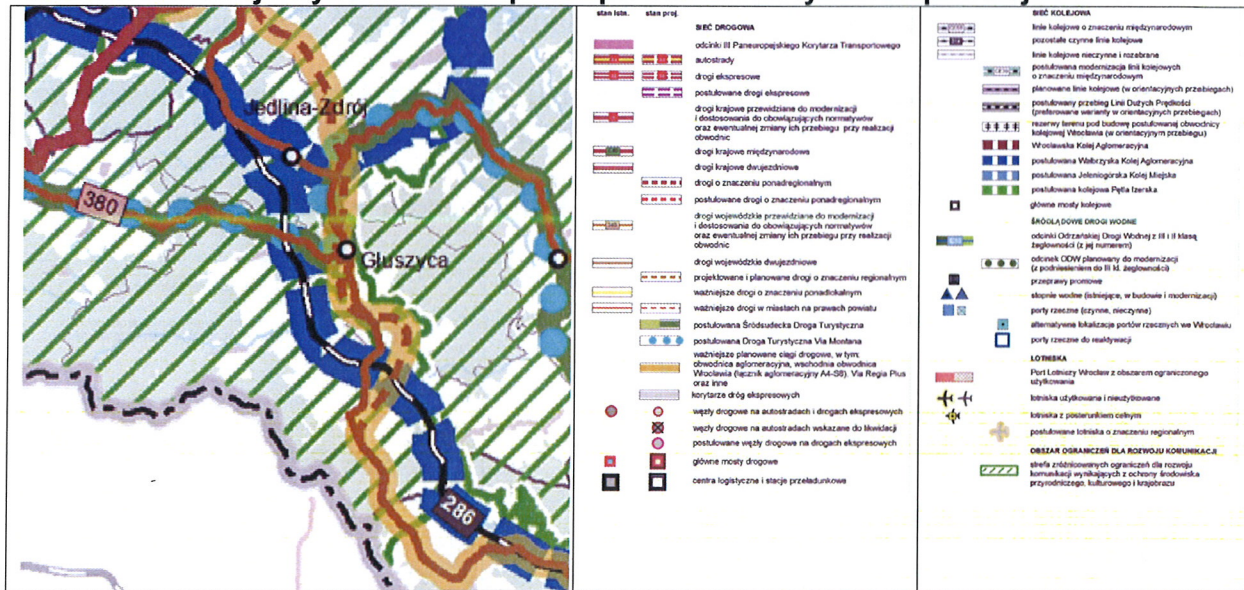 Jedlina-Zdrój
380
Głuszyca
286
stan istn. stan proj.
SIEĆ DROGOWA
odcinki III Paneuropejskiego Korytarza Transportowego
autostrady
drogi ekspresowe
postulowane drogi ekspresowe
drogi krajowe przewidziane do modernizacji
i dostosowania do obowiązujących normatywów
oraz ewentualnej zmiany ich przebiegu przy realizacji
obwodnic
drogi krajowe międzynarodowe
drogi krajowe dwujezdniowe
drogi o znaczeniu ponadregionalnym
postulowane drogi o znaczeniu ponadregionalnym
drogi wojewódzkie przewidziane do modernizacji
i dostosowania do obowiązujących normatywów
oraz ewentualnej zmiany ich przebiegu przy realizacji
obwodnic
drogi wojewódzkie dwujezdniowe
projektowane i planowane drogi o znaczeniu regionalnym
ważniejsze drogi o znaczeniu ponadlokalnym
ważniejsze drogi w miastach na prawach powiatu
postulowana Śródsudecka Droga Turystyczna
postulowana Droga Turystyczna Via Montana
ważniejsze planowane ciągi drogowe, w tym:
obwodnica aglomeracyjna, wschodnia obwodnica
Wrocławia (łącznik aglomeracyjny A4-S8), Via Regia Plus
oraz inne
korytarze dróg ekspresowych
węzły drogowe na autostradach i drogach ekspresowych
węzły drogowe na autostradach wskazane do likwidacji
postulowane węzły drogowe na drogach ekspresowych
główne mosty drogowe
centra logistyczne i stacje przeładunkowe
SIEĆ KOLEJOWA
linie kolejowe o znaczeniu międzynarodowym
pozostałe czynne linie kolejowe
linie kolejowe nieczynne i rozebrane
postulowana modernizacja linii kolejowych
o znaczeniu międzynarodowym
planowane linie kolejowe (w orientacyjnych przebiegach)
postulowany przebieg Linii Dużych Prędkości
(preferowane warianty w orientacyjnych przebiegach)
rezerwy terenu pod budowę postulowanej obwodnicy
kolejowej Wrocławia (w orientacyjnym przebiegu)
Wrocławska Kolej Aglomeracyjna
postulowana Wałbrzyska Kolej Aglomeracyjna
postulowana Jeleniogórska Kolej Miejska
postulowana kolejowa Pętla Izerska
główne mosty kolejowe
ŚRÓDLĄDOWE DROGI WODNE
odcinki Odrzańskiej Drogi Wodnej z III i II klasą
żeglowności (z jej numerem)
odcinek ODW planowany do modernizacji
(z podniesieniem do III kl. żeglowności)
przeprawy promowe
stopnie wodne (istniejące, w budowie i modernizacji)
porty rzeczne (czynne, nieczynne)
alternatywne lokalizacje portów rzecznych we Wrocławiu
porty rzeczne do reaktywacji
LOTNISKA
Port Lotniczy Wrocław z obszarem ograniczonego
użytkowania
lotniska użytkowane i nieużytkowane
lotniska z posterunkiem celnym
postulowane lotniska o znaczeniu regionalnym
OBSZAR OGRANICZEŃ DLA ROZWOJU KOMUNIKACJI
strefa zróżnicowanych ograniczeń dla rozwoju
komunikacji wynikających z ochrony środowiska
przyrodniczego, kulturowego i krajobrazu